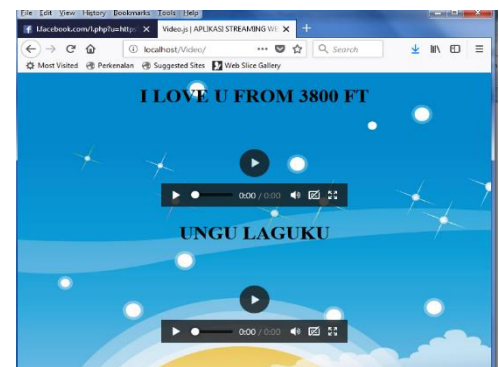 File Edit View History Bookmarks Tools Help
l.facebook.com/l.php?u=https X Video.js | APLIKASI STREAMING WE X +
localhost/Video/ Search
Most Visited Perkenalan Suggested Sites Web Slice Gallery
I LOVE U FROM 3800 FT
0:00 / 0:00
UNGU LAGUKU
0:00 / 0:00